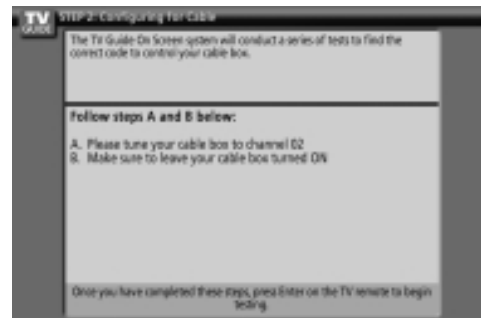 TV
GUIDE
STEP 2: Configuring for Cable
The TV Guide On Screen system will conduct a series of tests to find the
correct code to control your cable box.
Follow steps A and B below:
A. Please tune your cable box to channel 02
B. Make sure to leave your cable box turned ON
Once you have completed these steps, press Enter on the TV remote to begin
testing.